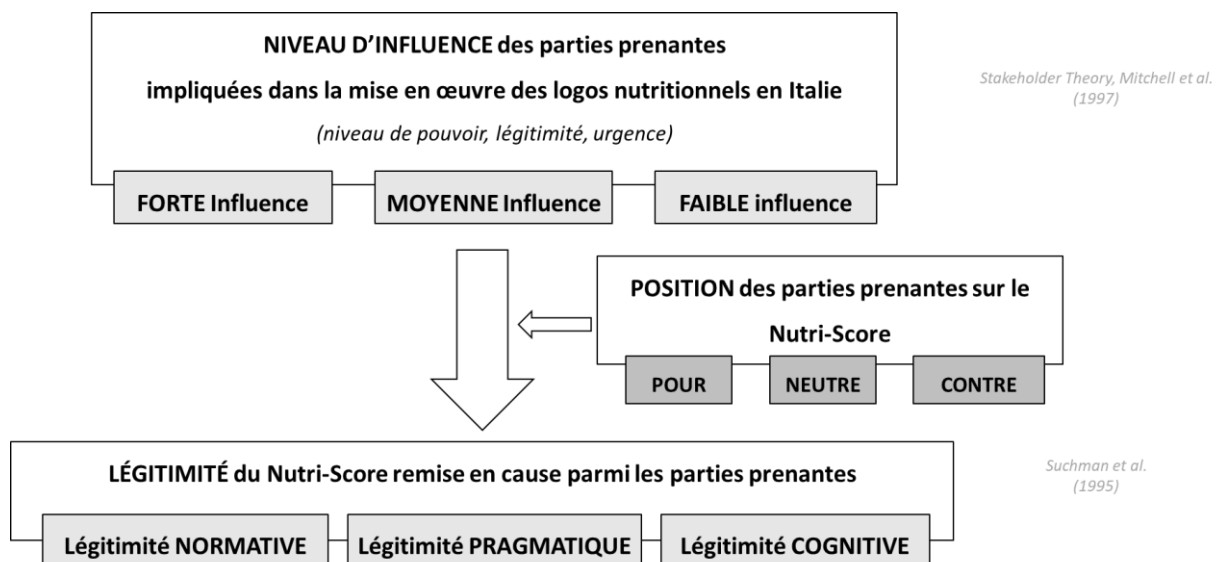 NIVEAU D’INFLUENCE des parties prenantes
impliquées dans la mise en œuvre des logos nutritionnels en Italie
(niveau de pouvoir, légitimité, urgence)
Stakeholder Theory, Mitchell et al.
(1997)
FORTE Influence
MOYENNE Influence
FAIBLE influence
POSITION des parties prenantes sur le
Nutri-Score
POUR
NEUTRE
CONTRE
LÉGITIMITÉ du Nutri-Score remise en cause parmi les parties prenantes
Suchman et al.
(1995)
Légitimité NORMATIVE
Légitimité PRAGMATIQUE
Légitimité COGNITIVE